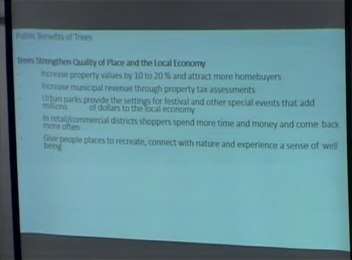 Public Benefits of Trees
Trees Strengthen Quality of Place and the Local Economy
Increase property values by 10 to 20 % and attract more homebuyers
Increase municipal revenue through property tax assessments
Urban parks provide the settings for festival and other special events that add
millions of dollars to the local economy
In retail/commercial districts shoppers spend more time and money and come back
more often
Give people places to recreate, connect with nature and experience a sense of well
being